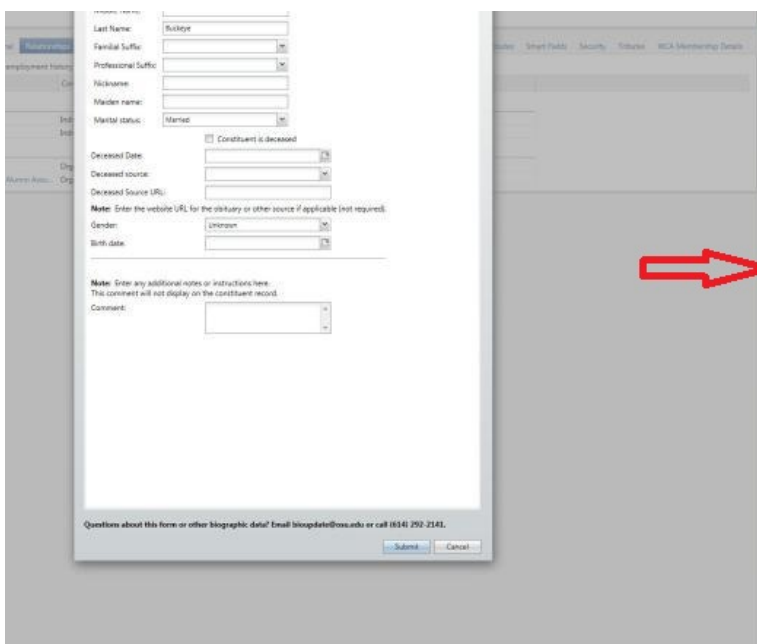 Last Name: Buckeye
Familial Suffix:
Professional Suffix:
Nickname:
Maiden name:
Marital status: Married
Constituent is deceased
Deceased Date:
Deceased source:
Deceased Source URL:
Note: Enter the website URL for the obituary or other source if applicable (not required).
Gender: Unknown
Birth date:
Note: Enter any additional notes or instructions here.
This comment will not display on the constituent record.
Comment:
Questions about this form or other biographic data? Email bioupdate@osu.edu or call (614) 292-2141.
Submit Cancel
Relationships
Smart Fields Security Tributes WCA Membership Details
employment history